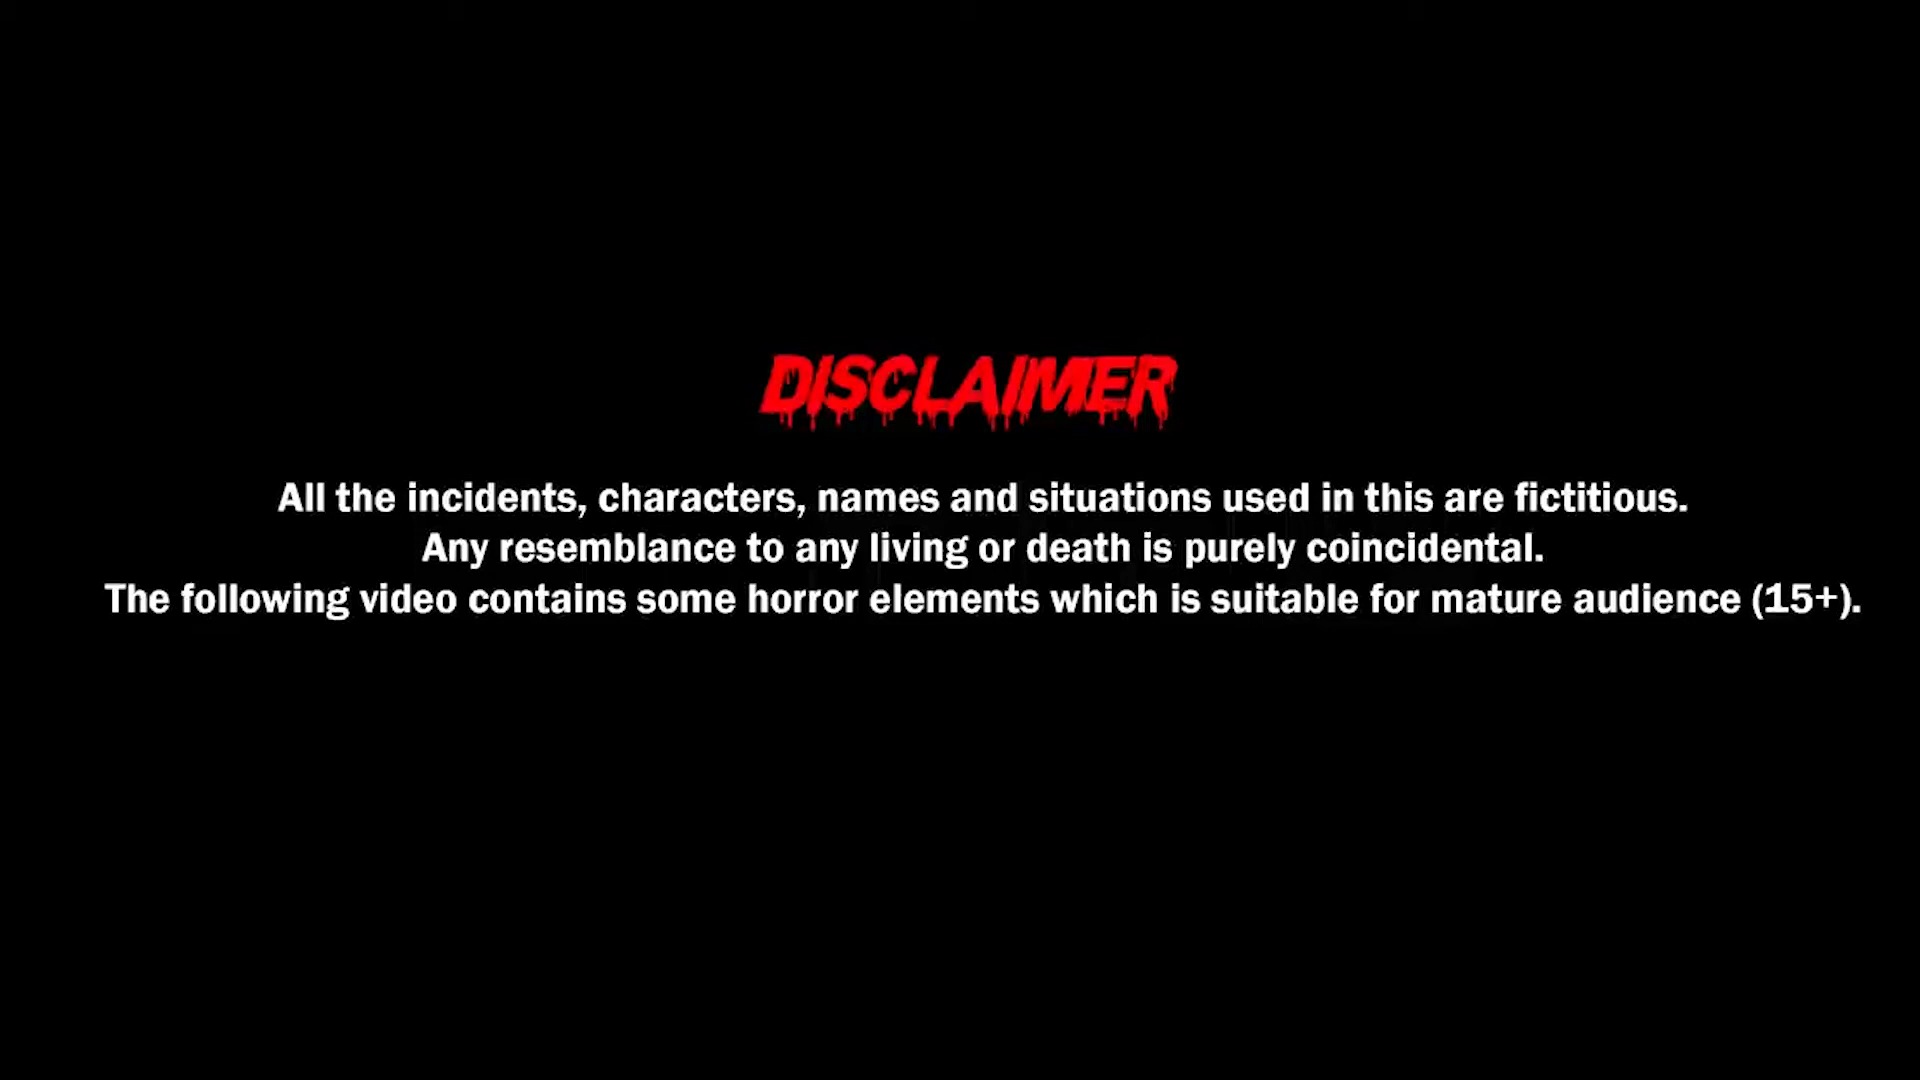 DISCLAIMER
All the incidents, characters, names and situations used in this are fictitious.
Any resemblance to any living or death is purely coincidental.
The following video contains some horror elements which is suitable for mature audience (15+).